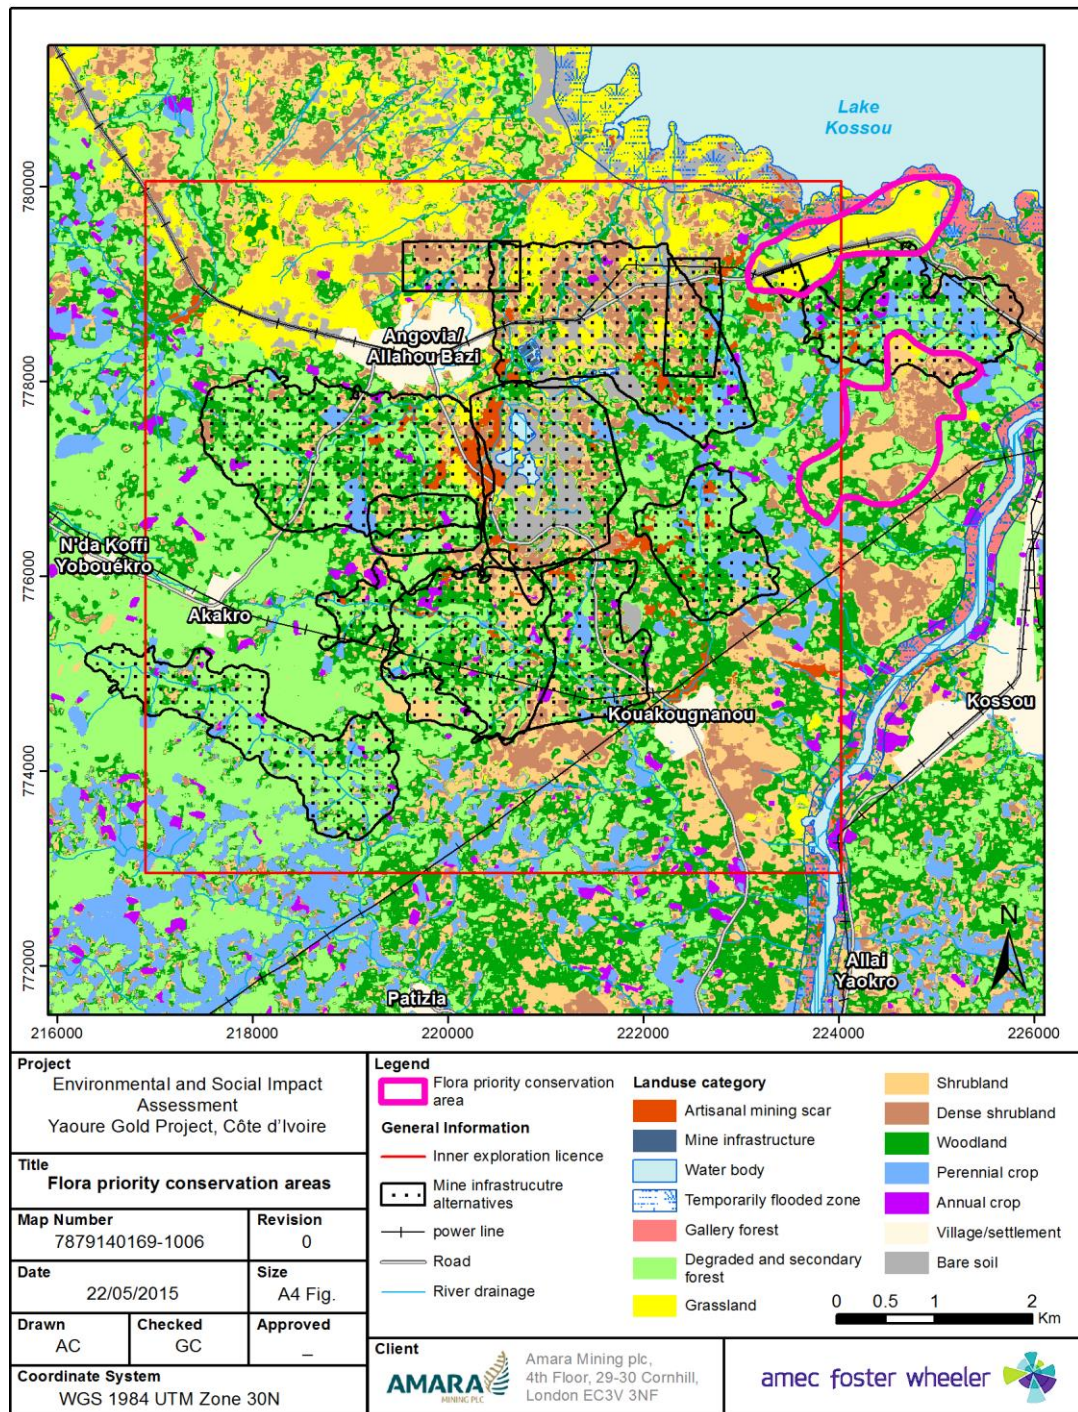 Lake
Kossou
780000
778000
776000
774000
772000
Angovia/
Allahou Bazi
N'da Koffi
Yobouékro
Akakro
Kouakougnanou
Kossou
Allai
Yaokro
Patizia
N
216000
218000
220000
222000
224000
226000
Project
Environmental and Social Impact
Assessment
Yaoure Gold Project, Côte d'Ivoire
Title
Flora priority conservation areas
Map Number
7879140169-1006
Revision
0
Date
22/05/2015
Size
A4 Fig.
Drawn
AC
Checked
GC
Approved
_
Coordinate System
WGS 1984 UTM Zone 30N
Legend
Flora priority conservation
area
General Information
Inner exploration licence
Mine infrastrucutre
alternatives
power line
Road
River drainage
Landuse category
Artisanal mining scar
Mine infrastructure
Water body
Temporarily flooded zone
Gallery forest
Degraded and secondary
forest
Grassland
Shrubland
Dense shrubland
Woodland
Perennial crop
Annual crop
Village/settlement
Bare soil
0 0.5 1 2
Km
Client
AMARA
MINING PLC
Amara Mining plc,
4th Floor, 29-30 Cornhill,
London EC3V 3NF
amec foster wheeler